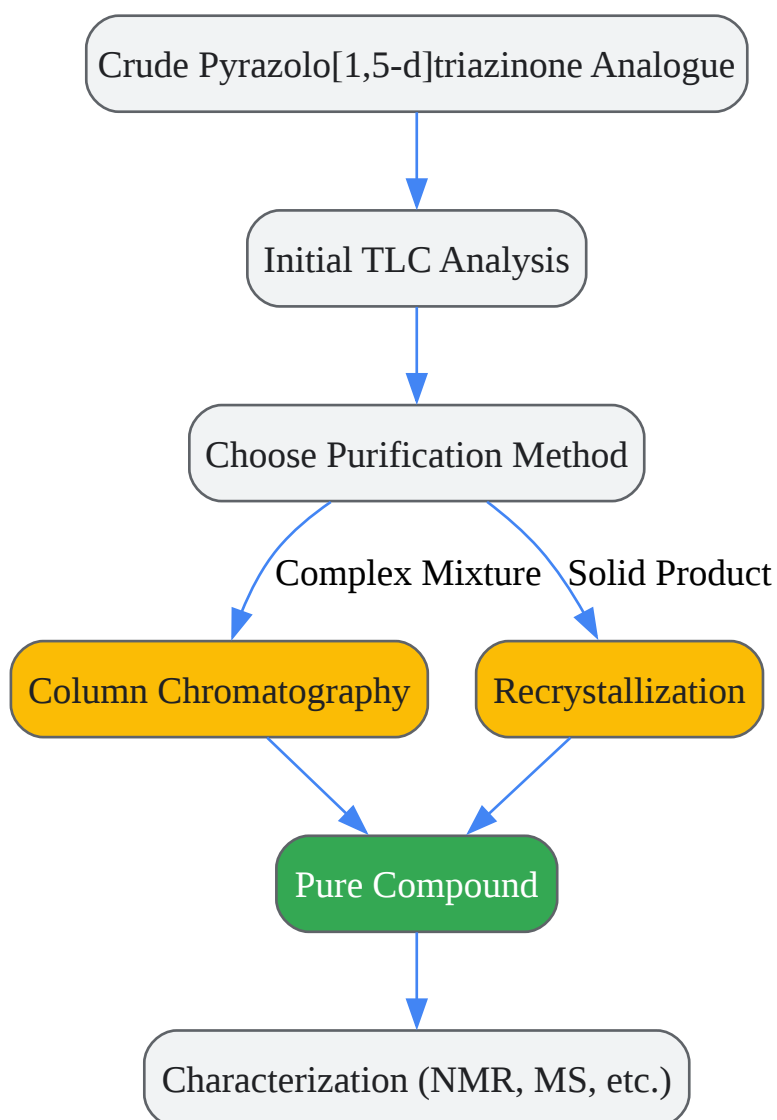 Crude Pyrazolo[1,5-d]triazinone Analogue
Initial TLC Analysis
Choose Purification Method
Complex Mixture
Solid Product
Column Chromatography
Recrystallization
Pure Compound
Characterization (NMR, MS, etc.)